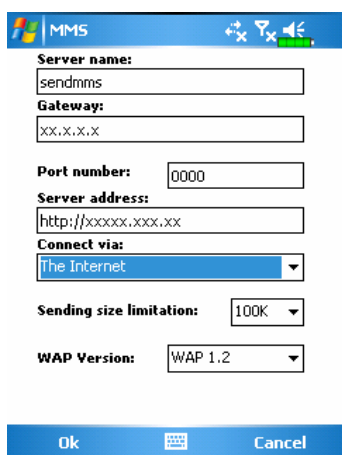 MMS
Server name:
sendmms
Gateway:
xx.x.x.x
Port number: 0000
Server address:
http://xxxxx.xxx.xx
Connect via:
The Internet
Sending size limitation: 100K
WAP Version: WAP 1.2
Ok Cancel